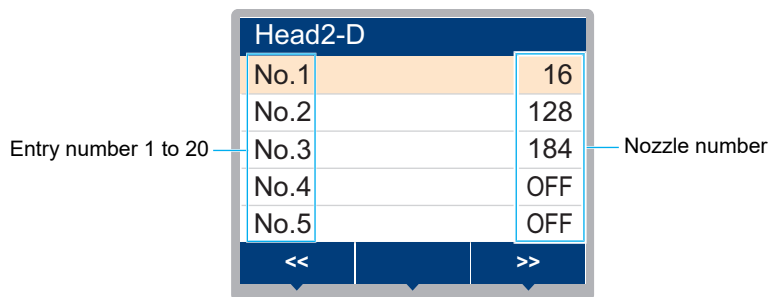 Head2-D
No.1 16
No.2 128
Entry number 1 to 20 No.3 184 Nozzle number
No.4 OFF
No.5 OFF
<< >>